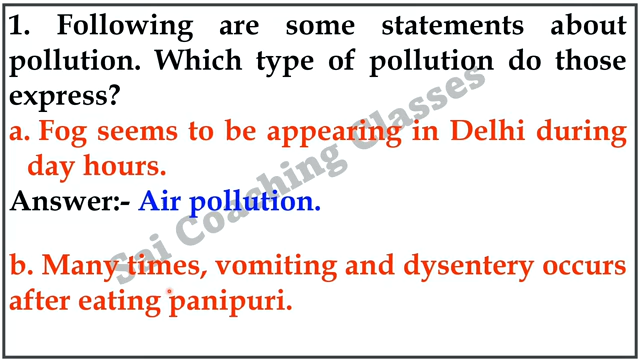 1. Following are some statements about
pollution. Which type of pollution do those
express?
a. Fog seems to be appearing in Delhi during
day hours.
Answer:- Air pollution.
b. Many times, vomiting and dysentery occurs
after eating panipuri.
Sai Coaching Classes